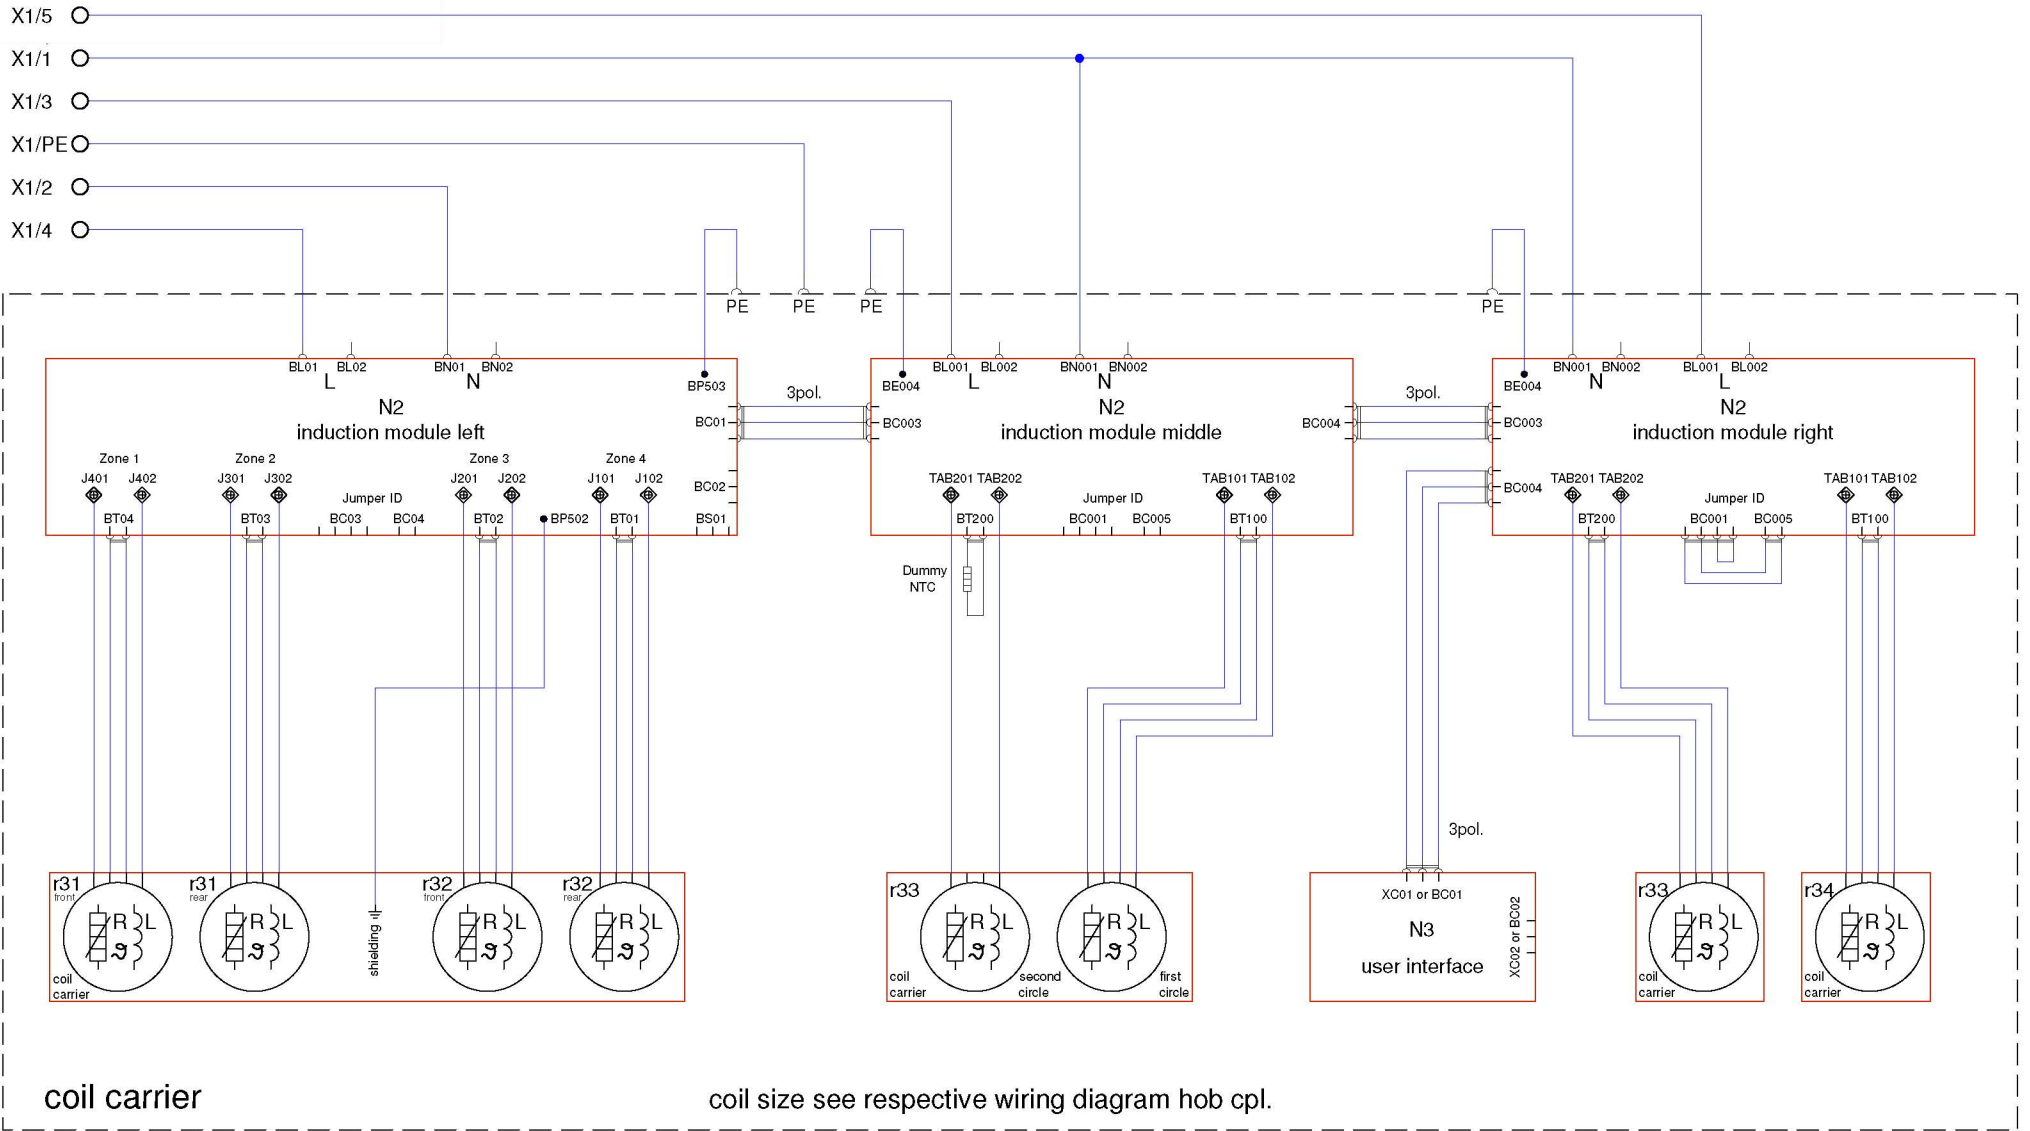 X1/5
X1/1
X1/3
X1/PE
X1/2
X1/4
PE PE PE PE
BL01 BL02 BN01 BN02
L N
BP503
N2
induction module left
BC01
3pol.
Zone 1 Zone 2 Zone 3 Zone 4
J401 J402 J301 J302 J201 J202 J101 J102
Jumper ID
BC02
BT04 BT03 BC03 BC04 BT02 BP502 BT01 BS01
BL001 BL002 BN001 BN002
L N
BE004
N2
BC003
induction module middle
BC004
3pol.
TAB201 TAB202 TAB101 TAB102
Jumper ID
BT200 BC001 BC005 BT100
Dummy
NTC
BN001 BN002 BL001 BL002
N L
BE004
N2
BC003
induction module right
BC004
TAB201 TAB202 TAB101 TAB102
Jumper ID
BT200 BC001 BC005 BT100
3pol.
r31
front
R L
ϑ
coil
carrier
r31
rear
R L
ϑ
shielding
r32
front
R L
ϑ
r32
rear
R L
ϑ
r33
R L
ϑ
coil
carrier
second
circle
R L
ϑ
first
circle
XC01 or BC01
N3
user interface
XC02 or BC02
r33
R L
ϑ
coil
carrier
r34
R L
ϑ
coil
carrier
coil carrier
coil size see respective wiring diagram hob cpl.